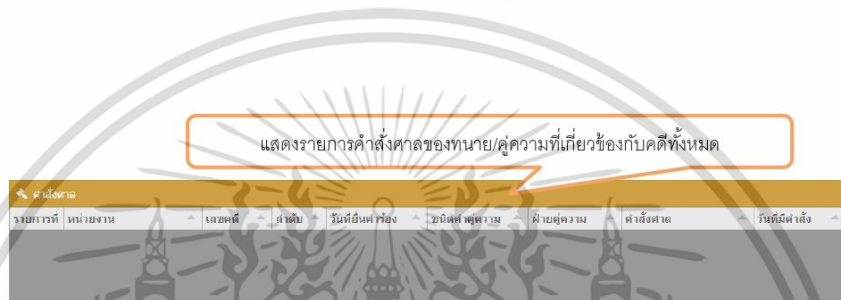 แสดงรายการคำสั่งศาลของทนาย/คู่ความที่เกี่ยวข้องกับคดีทั้งหมด
คำสั่งศาล
รายการที่ หน่วยงาน เลขคดี ลำดับ วันที่ยื่นคำร้อง ชนิดคำคู่ความ ฝ่ายคู่ความ คำสั่งศาล วันที่มีคำสั่ง